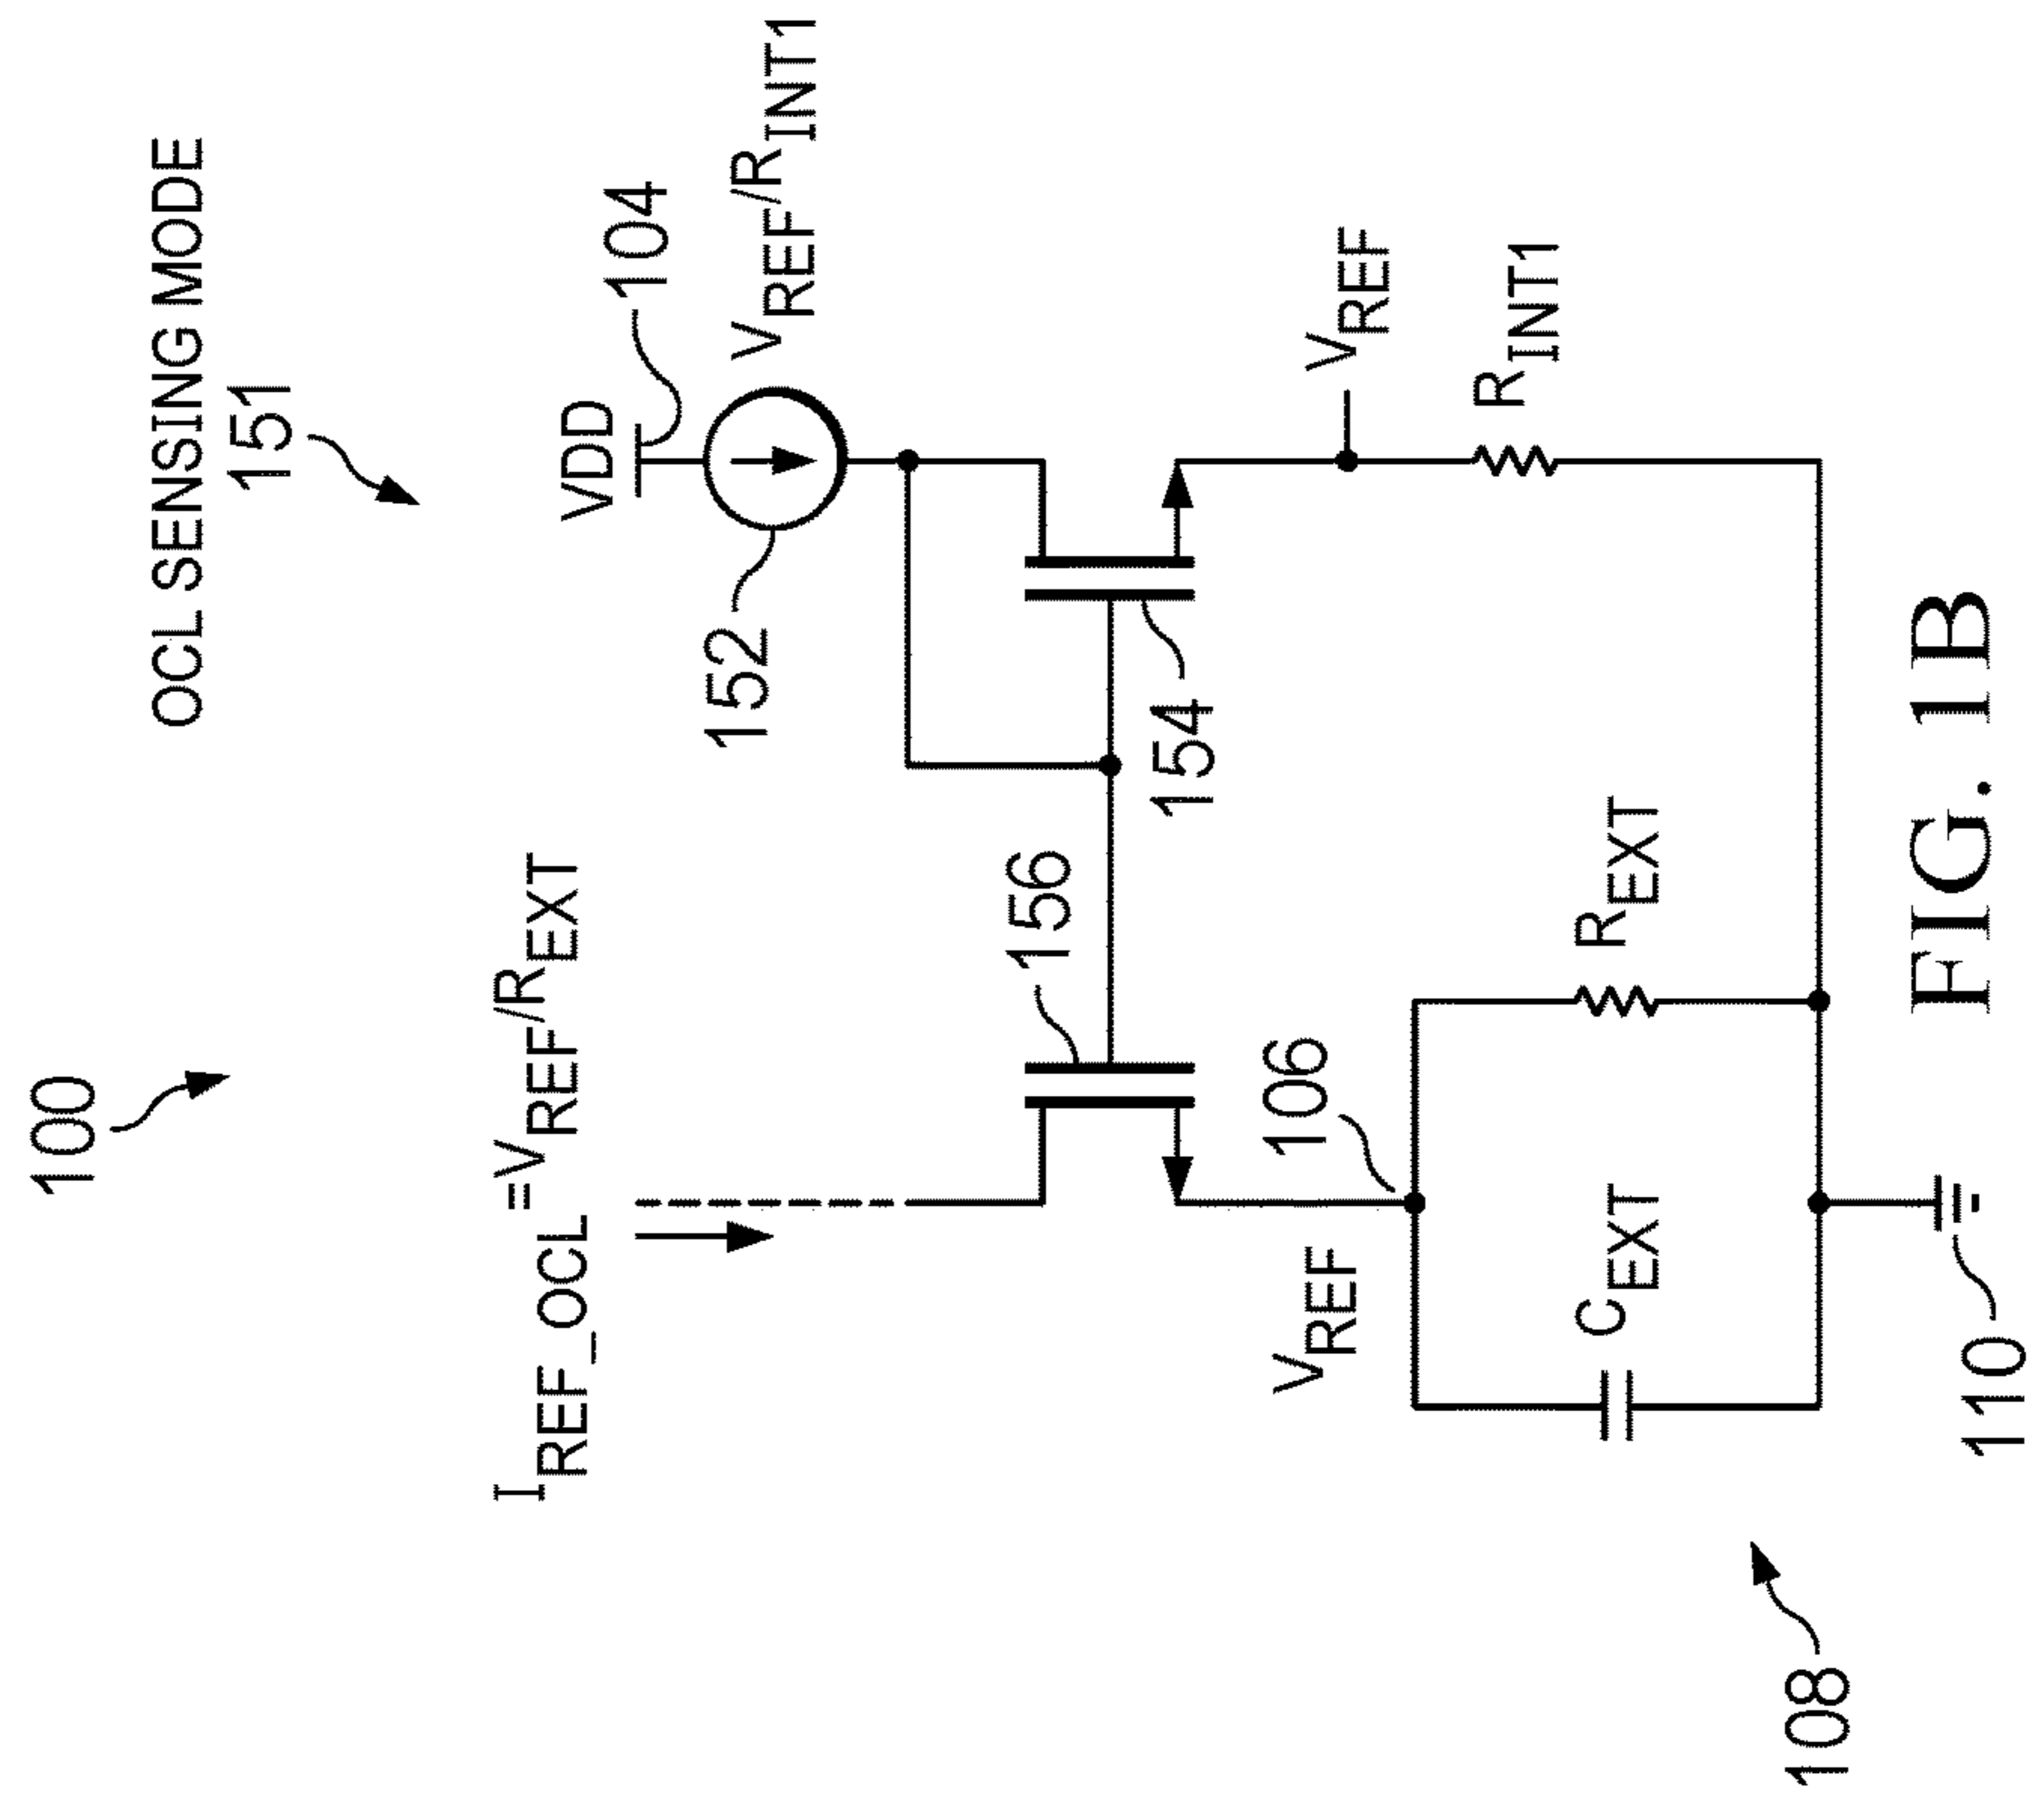 100
OCL SENSING MODE
151
I_REF_OCL=V_REF/R_EXT
VDD
104
V_REF/R_INT1
152
156
154
106
V_REF
V_REF
C_EXT
R_EXT
R_INT1
108
110
FIG. 1B